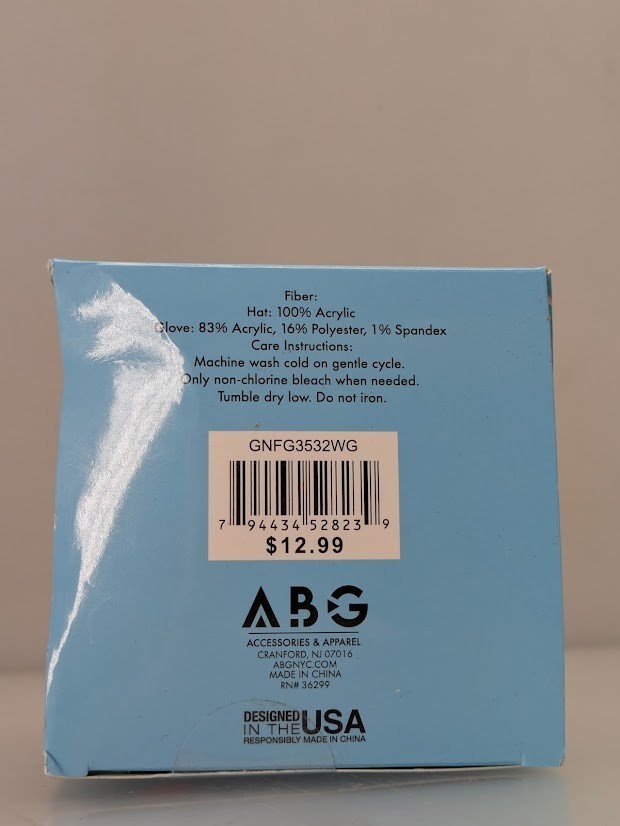 Fiber:
Hat: 100% Acrylic
Glove: 83% Acrylic, 16% Polyester, 1% Spandex
Care Instructions:
Machine wash cold on gentle cycle.
Only non-chlorine bleach when needed.
Tumble dry low. Do not iron.
GNFG3532WG
7 94434 52823 9
$12.99
ABG
ACCESSORIES & APPAREL
CRANFORD, NJ 07016
ABGNYC.COM
MADE IN CHINA
RN# 36299
DESIGNED
IN THE USA
RESPONSIBLY MADE IN CHINA